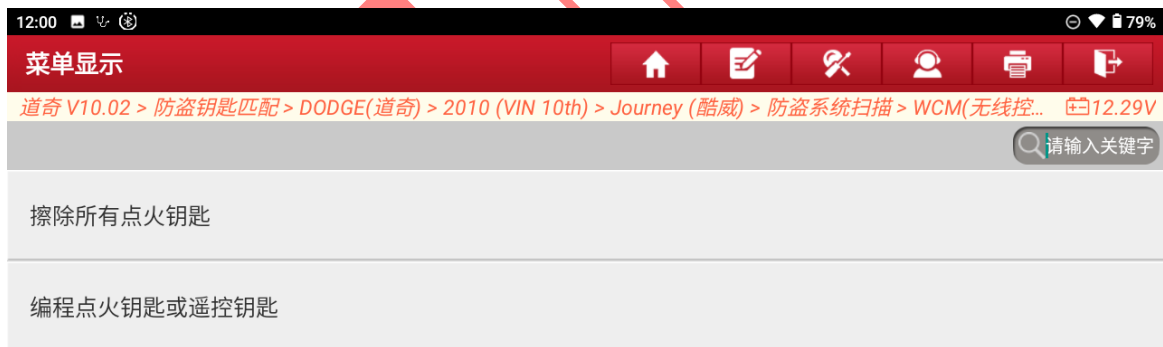 12:00 79%
菜单显示
道奇 V10.02 > 防盗钥匙匹配 > DODGE(道奇) > 2010 (VIN 10th) > Journey (酷威) > 防盗系统扫描 > WCM(无线控... 12.29V
请输入关键字
擦除所有点火钥匙
编程点火钥匙或遥控钥匙